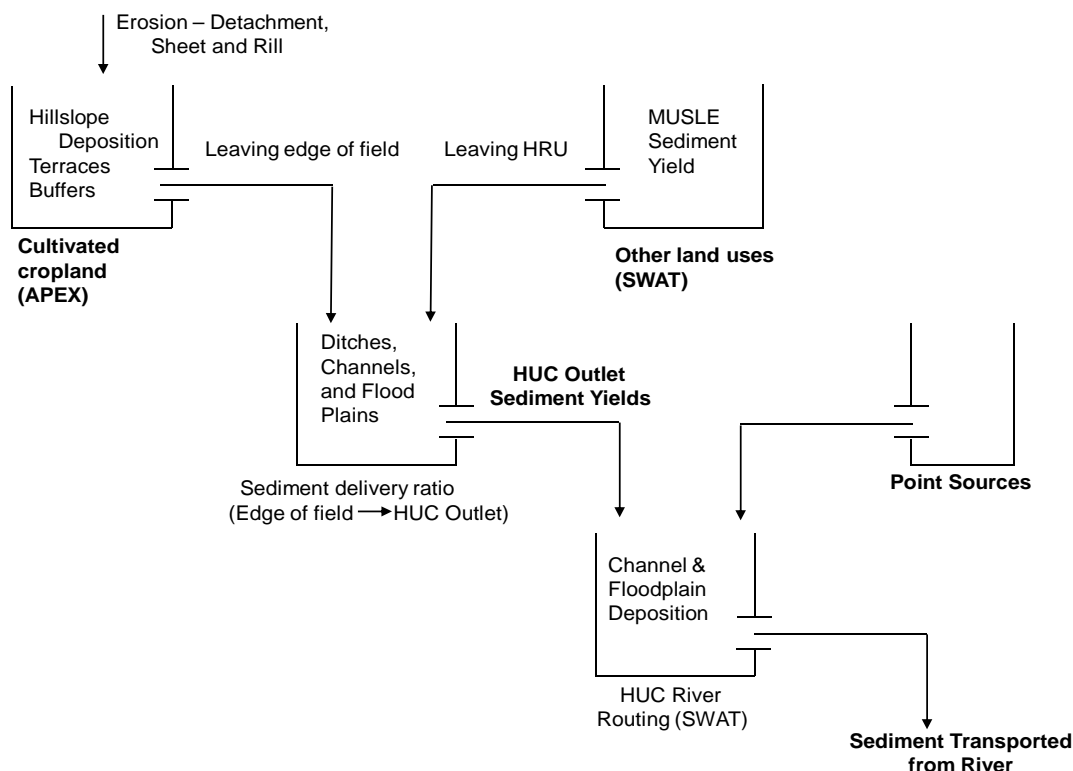 Erosion – Detachment,
Sheet and Rill
Hillslope
Deposition
Terraces
Buffers
Leaving edge of field
Leaving HRU
MUSLE
Sediment
Yield
Cultivated
cropland
(APEX)
Other land uses
(SWAT)
Ditches,
Channels,
and Flood
Plains
HUC Outlet
Sediment Yields
Point Sources
Sediment delivery ratio
(Edge of field → HUC Outlet)
Channel &
Floodplain
Deposition
HUC River
Routing (SWAT)
Sediment Transported
from River